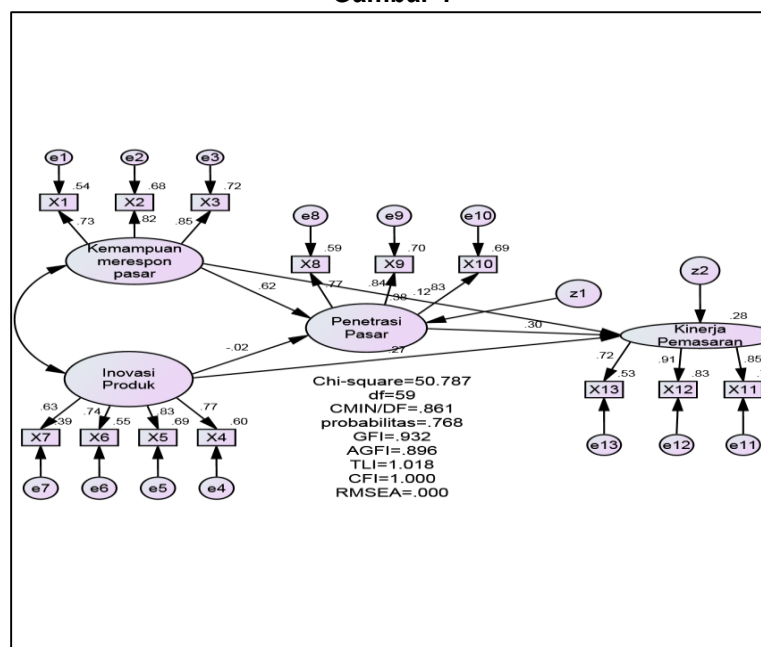 e1 e2 e3
.54 .68 .72
X1 X2 X3
.73 .82 .85
Kemampuan
merespon
pasar
e8 e9 e10
.59 .70 .69
X8 X9 X10
.77 .84 .38 .12 .83
.62
z1
z2
Penetrasi
Pasar
.30
.28
Kinerja
Pemasaran
-.02
.27
Inovasi
Produk
.72 .91 .85
.53 .83
X13 X12 X11
e13 e12 e11
.63 .74 .83 .77
.39 .55 .69 .60
X7 X6 X5 X4
e7 e6 e5 e4
Chi-square=50.787
df=59
CMIN/DF=.861
probabilitas=.768
GFI=.932
AGFI=.896
TLI=1.018
CFI=1.000
RMSEA=.000